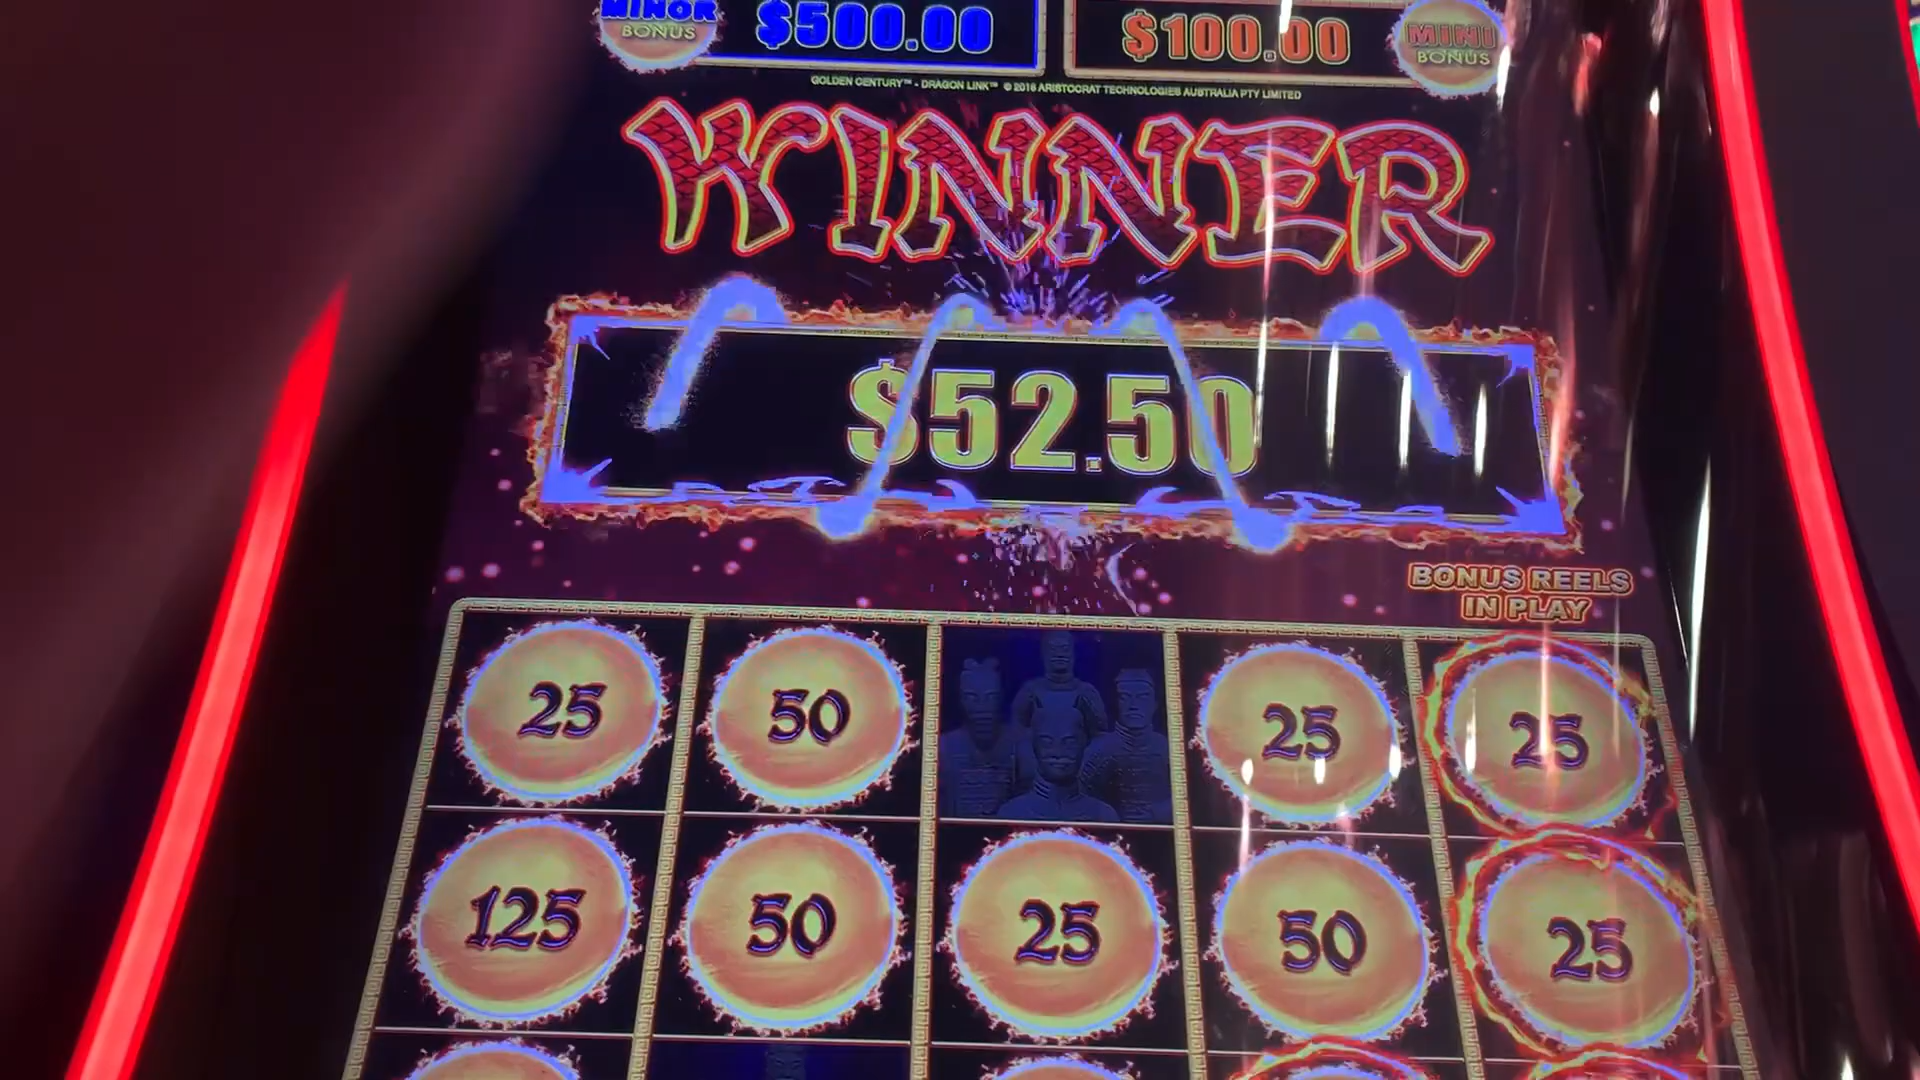 MINOR
BONUS
$500.00
$100.00
MINI
BONUS
GOLDEN CENTURY™ - DRAGON LINK™ © 2016 ARISTOCRAT TECHNOLOGIES AUSTRALIA PTY LIMITED
WINNER
$52.50
BONUS REELS
IN PLAY
25 50 25 25
125 50 25 50 25